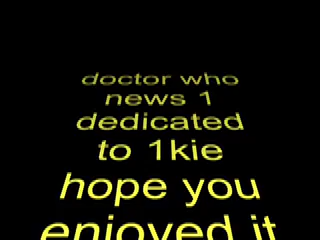 doctor who
news 1
dedicated
to 1kie
hope you
enjoyed it